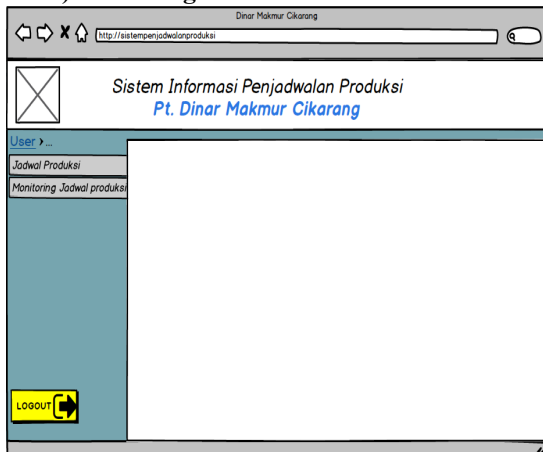 Dinar Makmur Cikarang
http://sistempenjadwalanproduksi
Sistem Informasi Penjadwalan Produksi
Pt. Dinar Makmur Cikarang
User ›...
Jadwal Produksi
Monitoring Jadwal produksi
LOGOUT